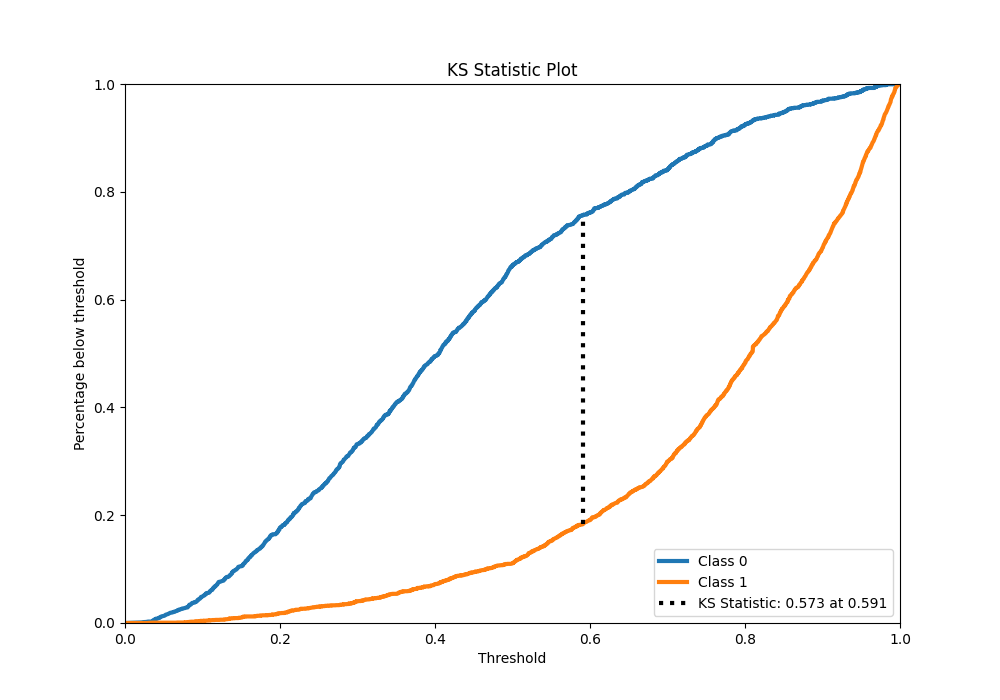 KS Statistic Plot
1.0
0.8
0.6
0.4
0.2
0.0
Percentage below threshold
0.0 0.2 0.4 0.6 0.8 1.0
Threshold
Class 0
Class 1
KS Statistic: 0.573 at 0.591